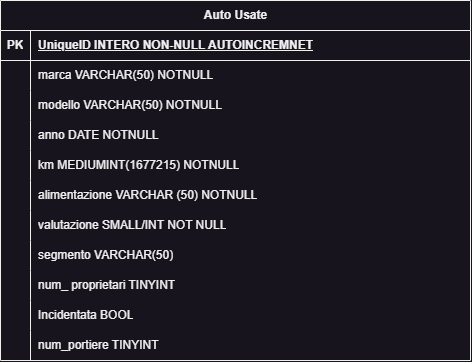 Auto Usate
PK UniqueID INTERO NON-NULL AUTOINCREMNET
marca VARCHAR(50) NOTNULL
modello VARCHAR(50) NOTNULL
anno DATE NOTNULL
km MEDIUMINT(1677215) NOTNULL
alimentazione VARCHAR (50) NOTNULL
valutazione SMALL/INT NOT NULL
segmento VARCHAR(50)
num_ proprietari TINYINT
Incidentata BOOL
num_portiere TINYINT